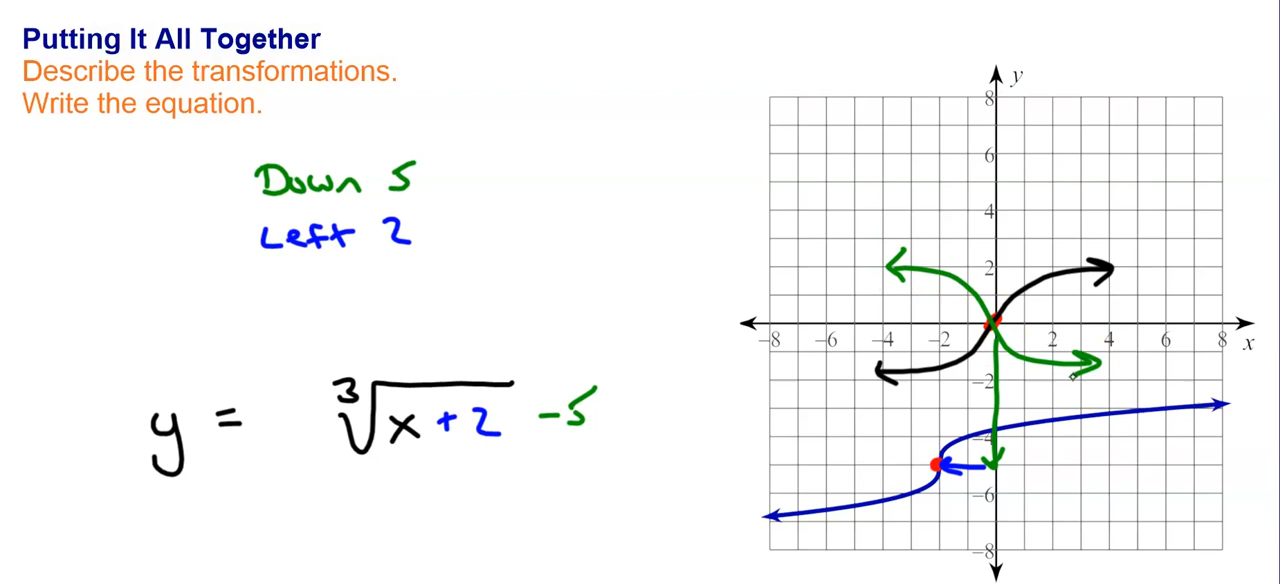 Putting It All Together
Describe the transformations.
Write the equation.
Down 5
Left 2
y = ∛(x + 2) - 5
y
8
6
4
2
-8 -6 -4 -2 2 4 6 8 x
-2
-4
-6
-8